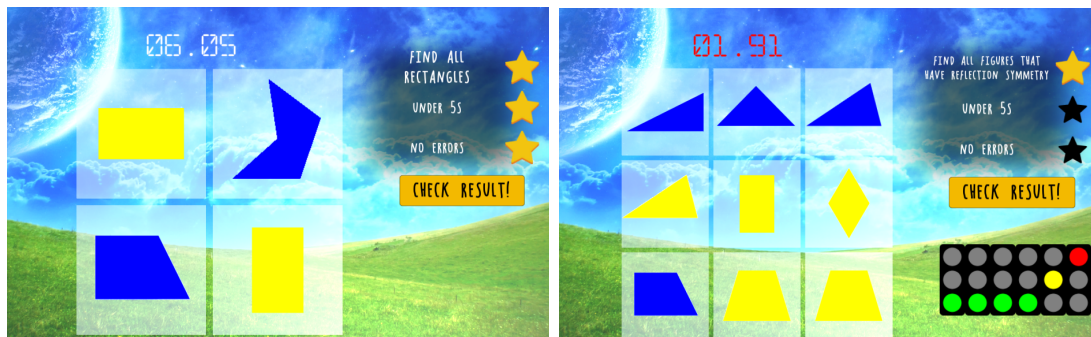 06.05
FIND ALL
RECTANGLES
UNDER 5S
NO ERRORS
CHECK RESULT!
01.91
FIND ALL FIGURES THAT
HAVE REFLECTION SYMMETRY
UNDER 5S
NO ERRORS
CHECK RESULT!